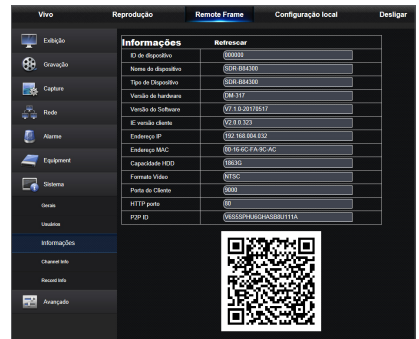 Vivo Reprodução Remote Frame Configuração local Desligar
Exibição
Gravação
Capture
Rede
Alarme
Equipment
Sistema
Gerais
Usuários
Informações
Channel Info
Record Info
Avançado
Informações Refrescar
ID do dispositivo 000000
Nome do dispositivo SDR-B84300
Tipo de Dispositivo SDR-B84300
Versão de hardware DM-317
Versão do Software V7.1.0-20170517
IE versão cliente V2.0.0.323
Endereço IP 192.168.004.032
Endereço MAC 00-16-6C-FA-9C-AC
Capacidade HDD 1863G
Formato Vídeo NTSC
Porta do Cliente 9000
HTTP porto 80
P2P ID V655SPHU6GHASB8U111A